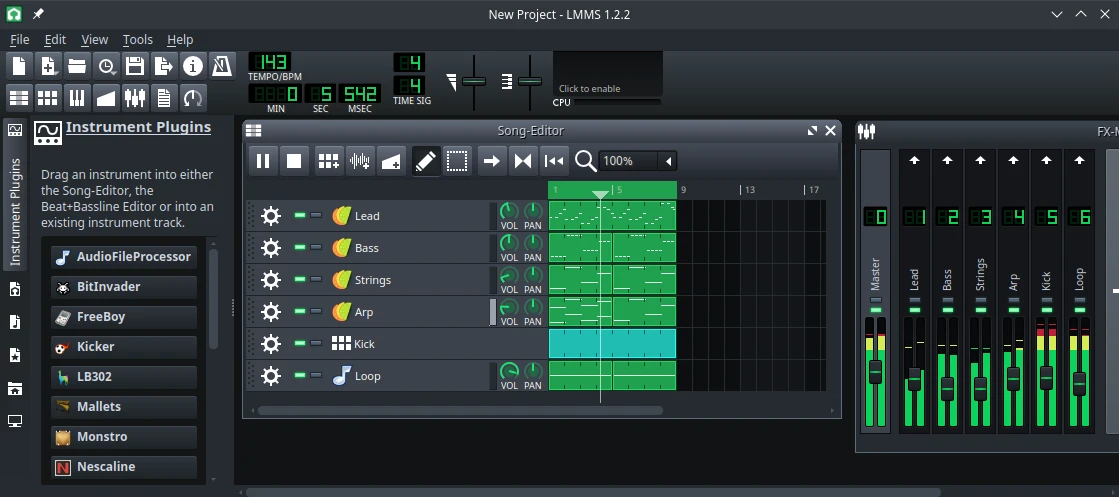 New Project - LMMS 1.2.2
File Edit View Tools Help
143
TEMPO/BPM
0 5 542
MIN SEC MSEC
4
4
TIME SIG
Click to enable
CPU
Instrument Plugins
Instrument Plugins
Drag an instrument into either
the Song-Editor, the
Beat+Bassline Editor or into an
existing instrument track.
AudioFileProcessor
BitInvader
FreeBoy
Kicker
LB302
Mallets
Monstro
Nescaline
Song-Editor
100%
1 5 9 13 17
Lead VOL PAN
Bass VOL PAN
Strings VOL PAN
Arp VOL PAN
Kick
Loop VOL PAN
FX-M
0 1 2 3 4 5 6
Master Lead Bass Strings Arp Kick Loop